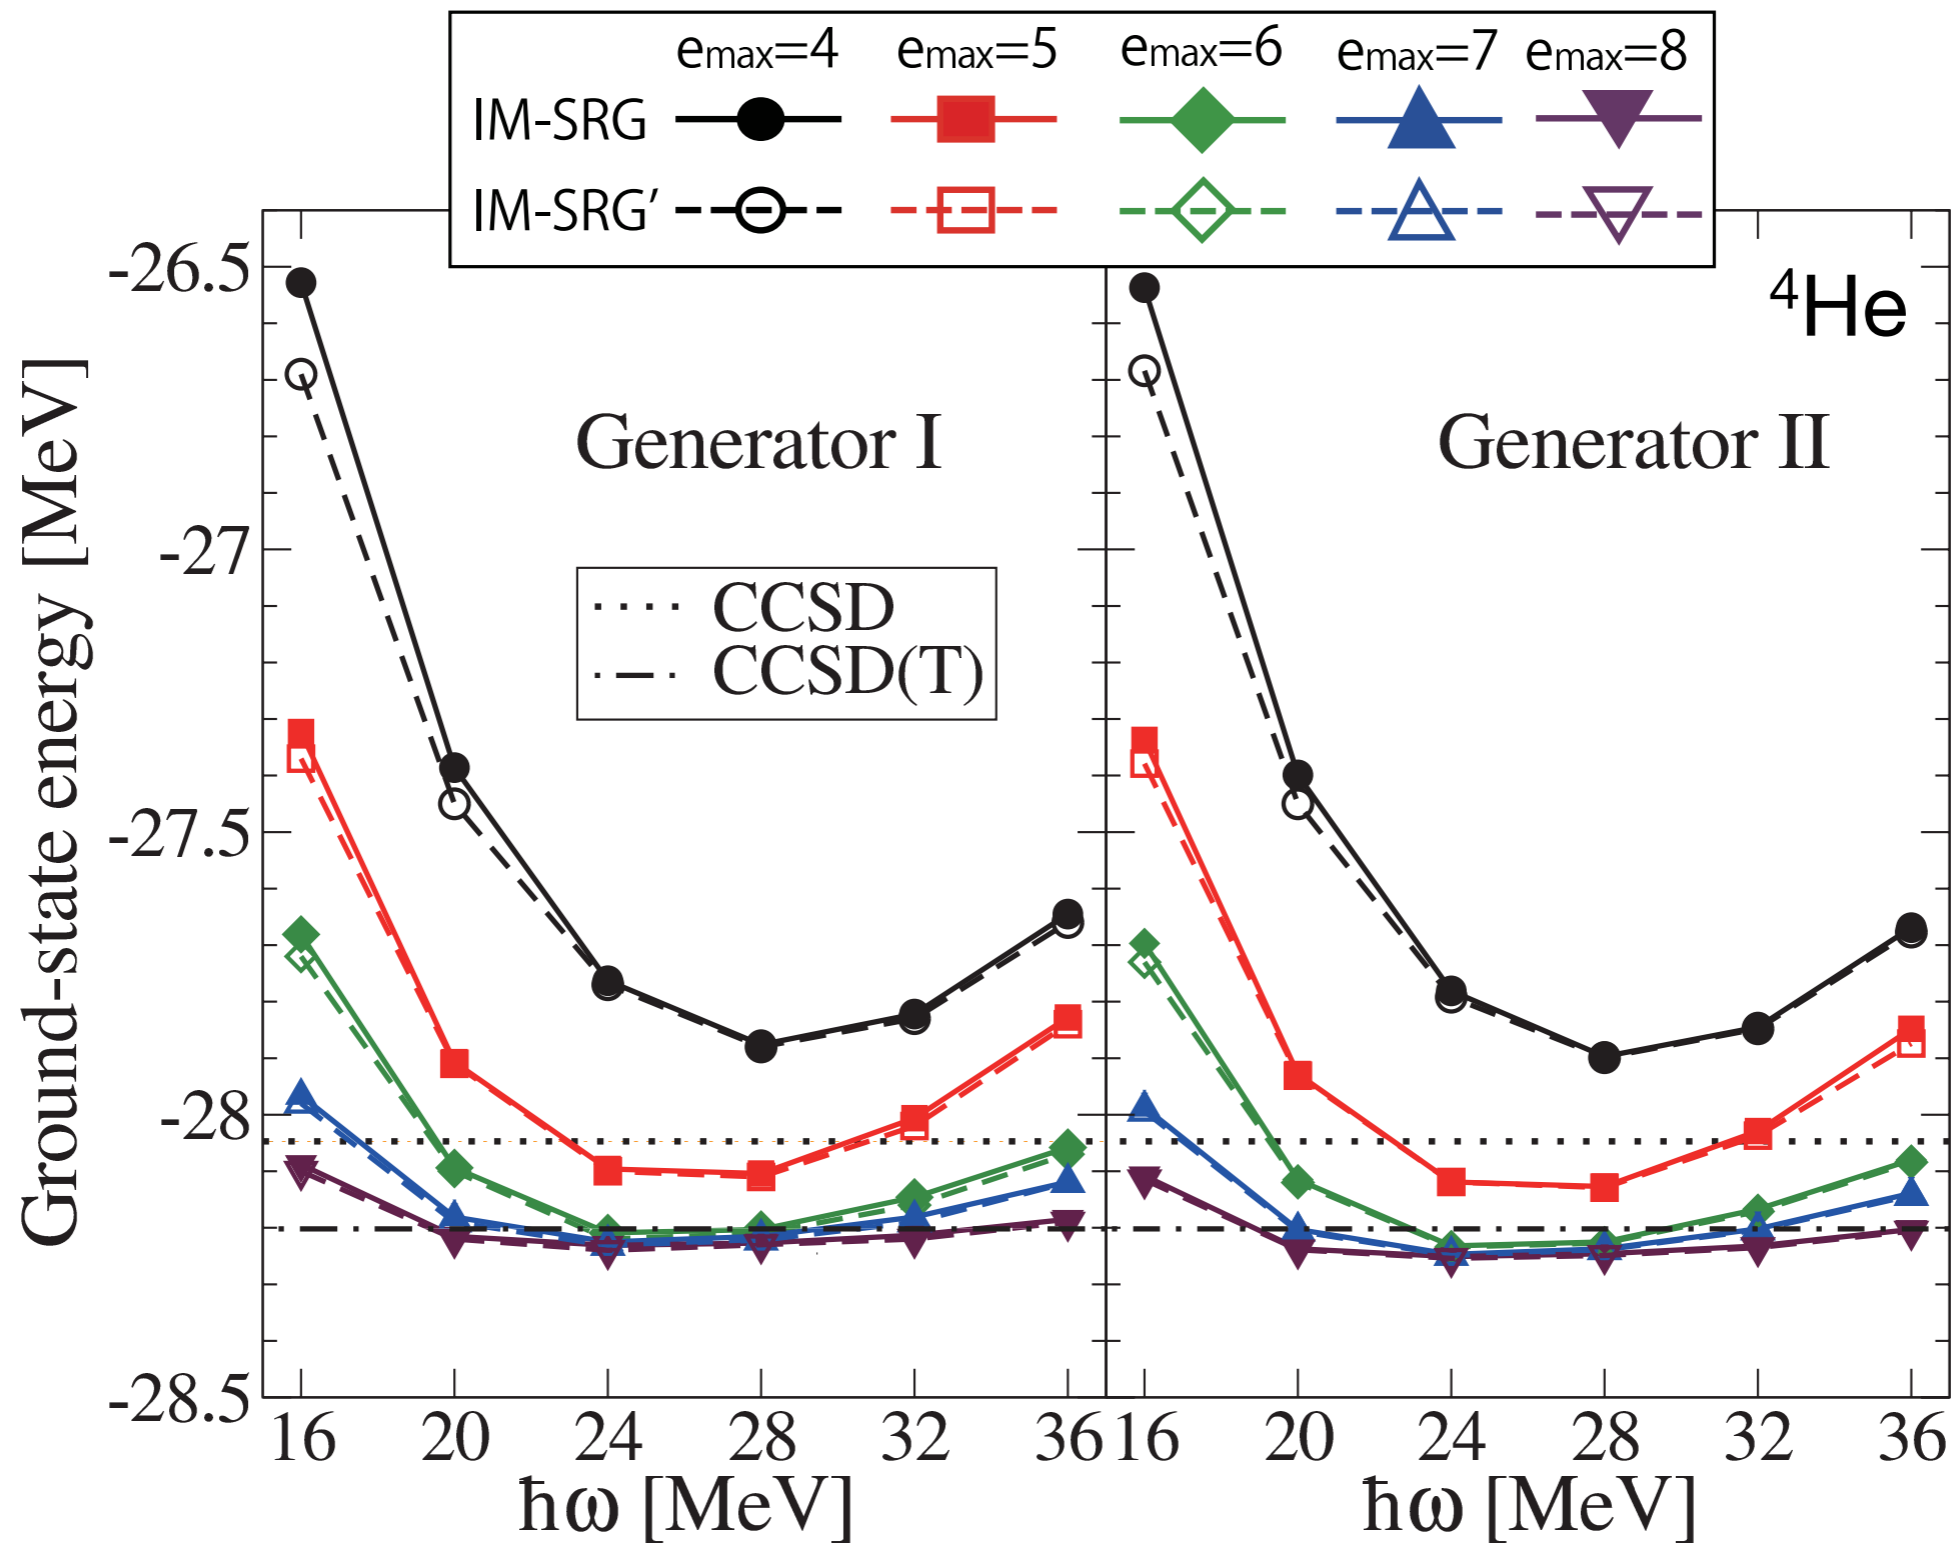 emax=4 emax=5 emax=6 emax=7 emax=8
IM-SRG
IM-SRG′
Ground-state energy [MeV]
-26.5
-27
-27.5
-28
-28.5
⁴He
Generator I
Generator II
CCSD
CCSD(T)
16 20 24 28 32 36 16 20 24 28 32 36
ħω [MeV]
ħω [MeV]